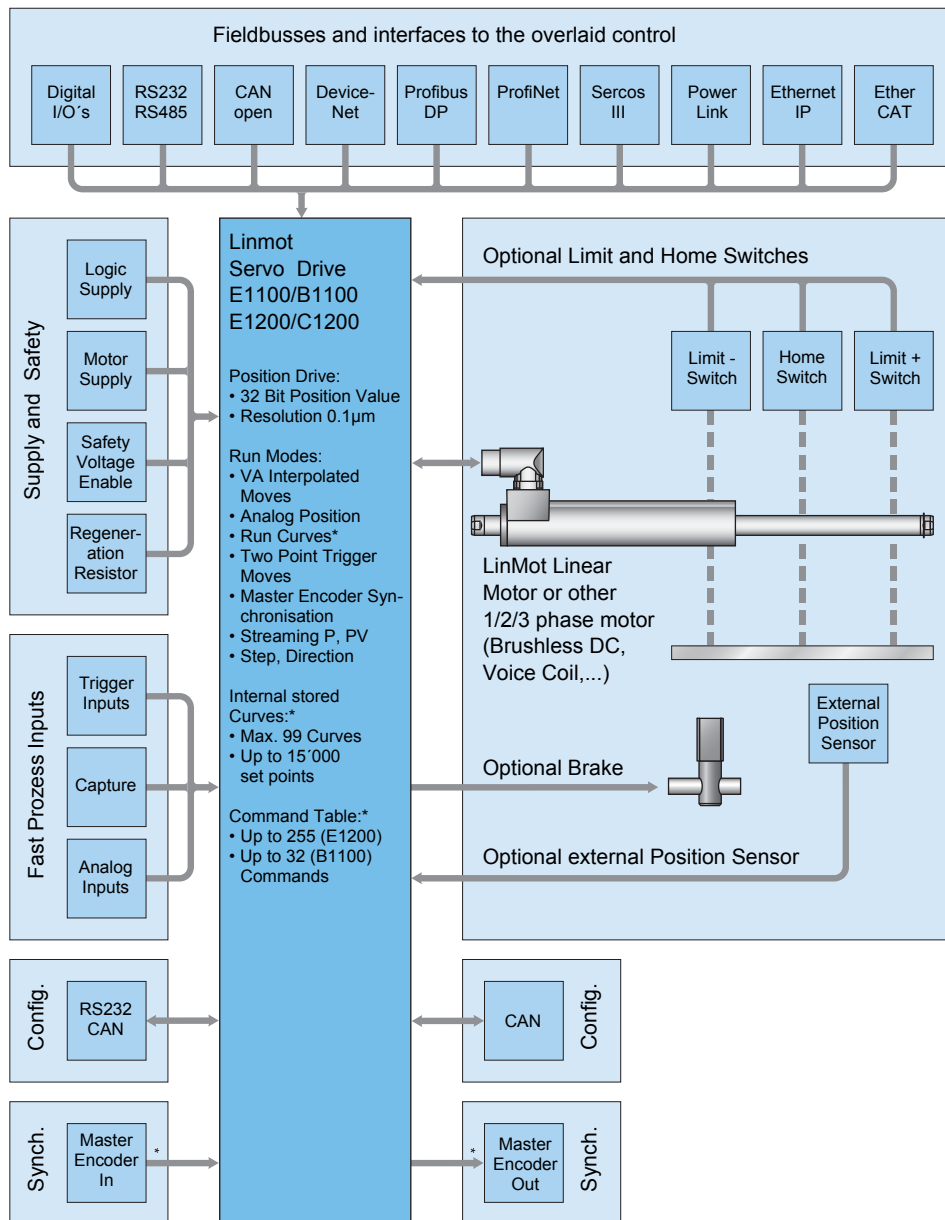 Fieldbusses and interfaces to the overlaid control
Digital
I/O´s
RS232
RS485
CAN
open
Device-
Net
Profibus
DP
ProfiNet
Sercos
III
Power
Link
Ethernet
IP
Ether
CAT
Supply and Safety
Logic
Supply
Motor
Supply
Safety
Voltage
Enable
Regener-
ation
Resistor
Fast Prozess Inputs
Trigger
Inputs
Capture
Analog
Inputs
Config.
RS232
CAN
Synch.
Master
Encoder
In
*
Linmot
Servo Drive
E1100/B1100
E1200/C1200
Position Drive:
• 32 Bit Position Value
• Resolution 0.1µm
Run Modes:
• VA Interpolated
Moves
• Analog Position
• Run Curves*
• Two Point Trigger
Moves
• Master Encoder Syn-
chronisation
• Streaming P, PV
• Step, Direction
Internal stored
Curves:*
• Max. 99 Curves
• Up to 15´000
set points
Command Table:*
• Up to 255 (E1200)
• Up to 32 (B1100)
Commands
Optional Limit and Home Switches
Limit -
Switch
Home
Switch
Limit +
Switch
LinMot Linear
Motor or other
1/2/3 phase motor
(Brushless DC,
Voice Coil,...)
External
Position
Sensor
Optional Brake
Optional external Position Sensor
CAN
Config.
*
Master
Encoder
Out
Synch.